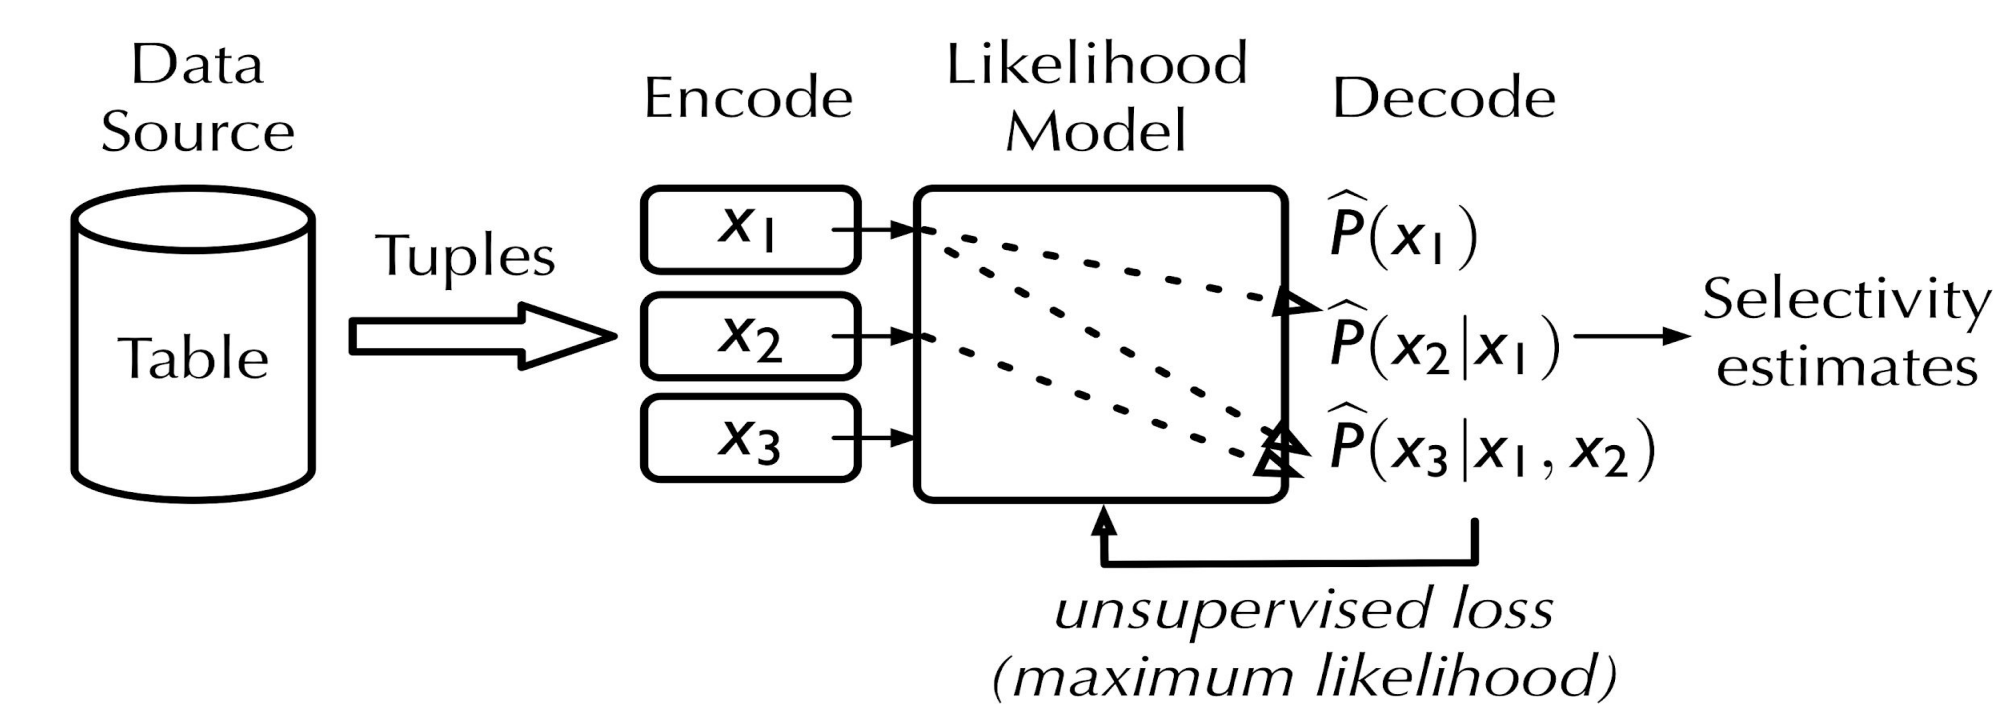 Data
Source
Table
Tuples
Encode
x₁
x₂
x₃
Likelihood
Model
Decode
P̂(x₁)
P̂(x₂|x₁)
P̂(x₃|x₁, x₂)
Selectivity
estimates
unsupervised loss
(maximum likelihood)